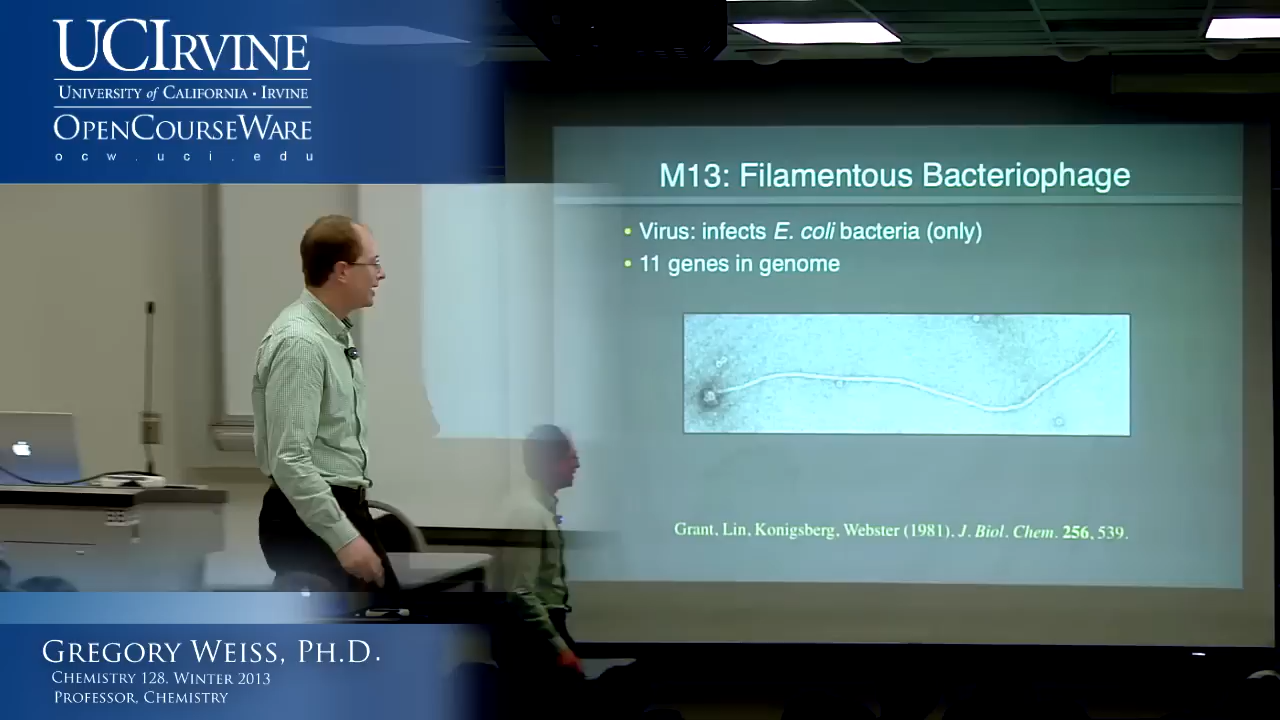 UCIRVINE
UNIVERSITY of CALIFORNIA • IRVINE
OPENCOURSEWARE
ocw.uci.edu
M13: Filamentous Bacteriophage
• Virus: infects E. coli bacteria (only)
• 11 genes in genome
Grant, Lin, Konigsberg, Webster (1981). J. Biol. Chem. 256, 539.
GREGORY WEISS, PH.D.
CHEMISTRY 128. WINTER 2013
PROFESSOR, CHEMISTRY